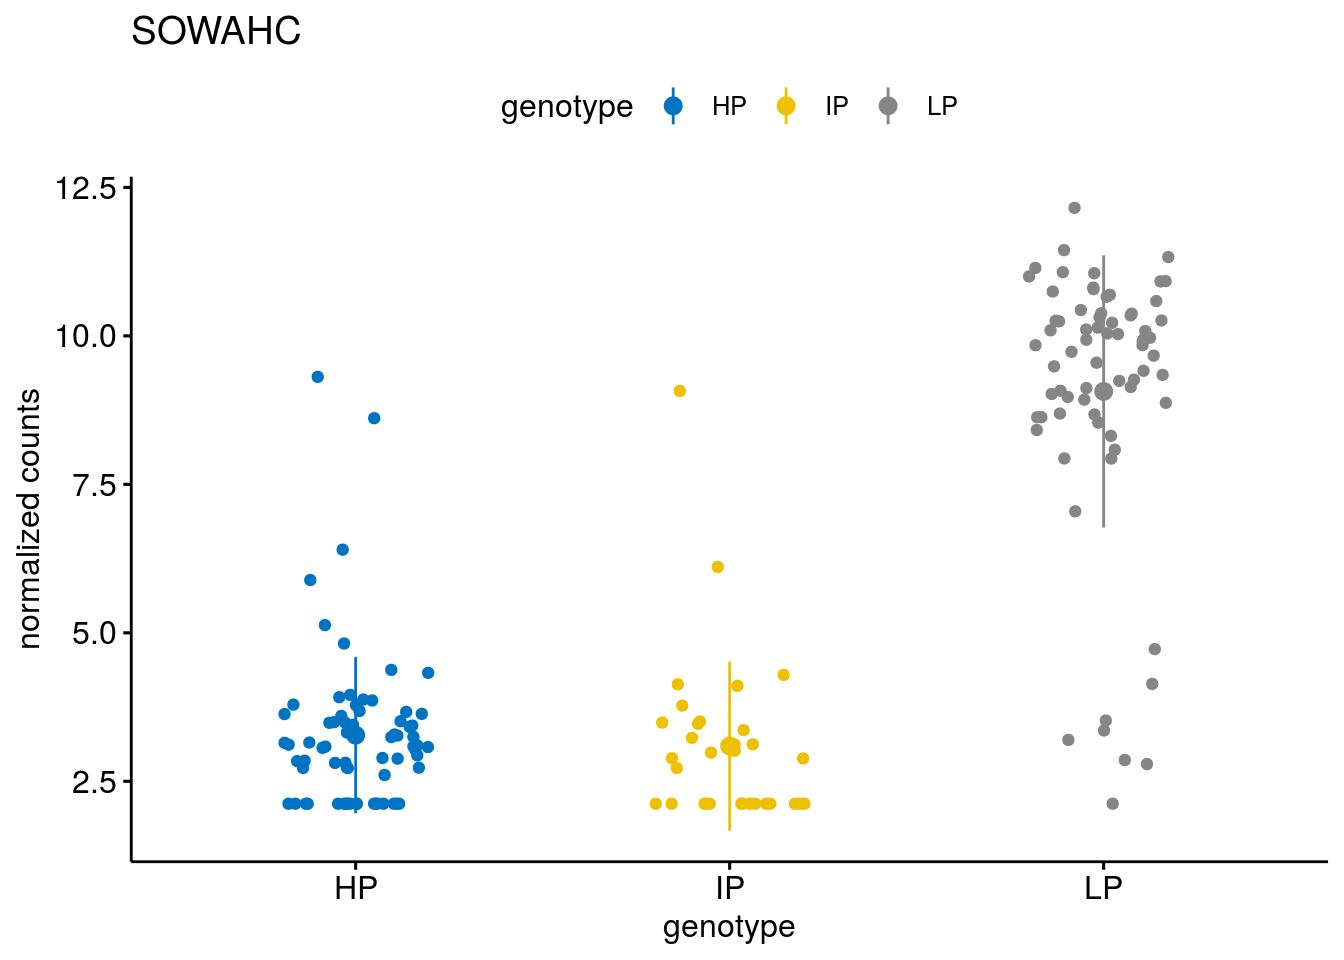 SOWAHC
genotype HP IP LP
12.5
10.0
7.5
5.0
2.5
normalized counts
HP IP LP
genotype